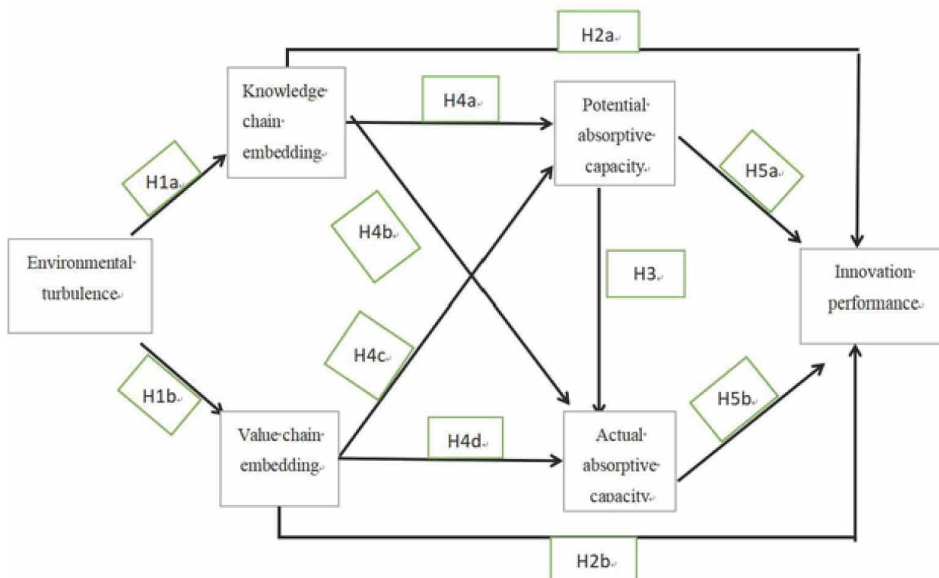 H2a
Knowledge
chain
embedding
H4a
Potential
absorptive
capacity
H1a
H5a
H4b
Environmental
turbulence
H3
Innovation
performance
H4c
H1b
H5b
Value chain
embedding
H4d
Actual
absorptive
capacity
H2b